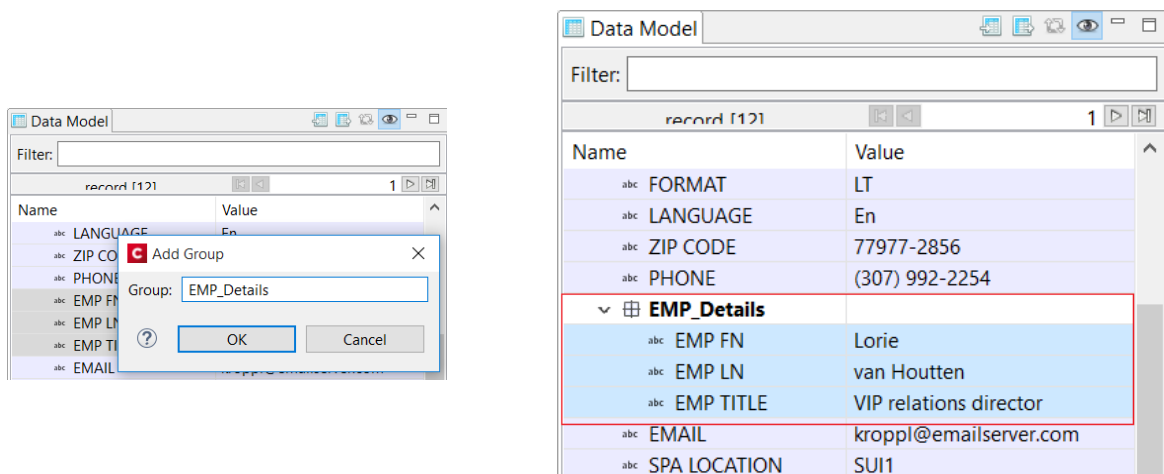 Data Model
Filter:
record [12] 1
Name Value
abc LANGUAGE En
abc ZIP CO
abc PHONE
abc EMP FN
abc EMP LN
abc EMP TI
abc EMAIL kroppl@emailserver.com
C Add Group
Group: EMP_Details
? OK Cancel
Data Model
Filter:
record [12] 1
Name Value
abc FORMAT LT
abc LANGUAGE En
abc ZIP CODE 77977-2856
abc PHONE (307) 992-2254
EMP_Details
abc EMP FN Lorie
abc EMP LN van Houtten
abc EMP TITLE VIP relations director
abc EMAIL kroppl@emailserver.com
abc SPA LOCATION SUI1